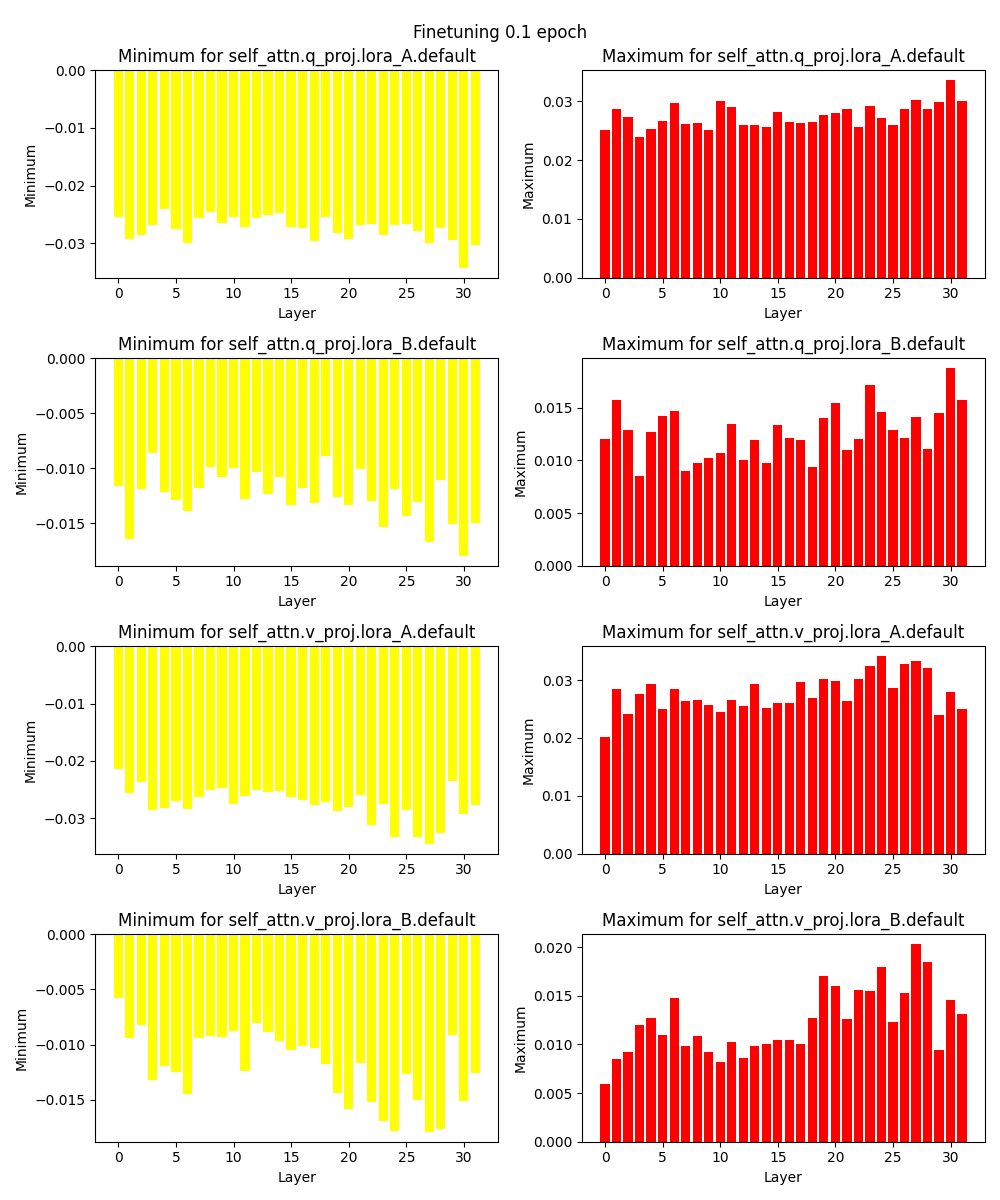 Finetuning 0.1 epoch
Minimum for self_attn.q_proj.lora_A.default
Maximum for self_attn.q_proj.lora_A.default
0.00
−0.01
−0.02
−0.03
Minimum
0 5 10 15 20 25 30
Layer
0.03
0.02
0.01
0.00
Maximum
0 5 10 15 20 25 30
Layer
Minimum for self_attn.q_proj.lora_B.default
Maximum for self_attn.q_proj.lora_B.default
0.000
−0.005
−0.010
−0.015
Minimum
0 5 10 15 20 25 30
Layer
0.015
0.010
0.005
0.000
Maximum
0 5 10 15 20 25 30
Layer
Minimum for self_attn.v_proj.lora_A.default
Maximum for self_attn.v_proj.lora_A.default
0.00
−0.01
−0.02
−0.03
Minimum
0 5 10 15 20 25 30
Layer
0.03
0.02
0.01
0.00
Maximum
0 5 10 15 20 25 30
Layer
Minimum for self_attn.v_proj.lora_B.default
Maximum for self_attn.v_proj.lora_B.default
0.000
−0.005
−0.010
−0.015
Minimum
0 5 10 15 20 25 30
Layer
0.020
0.015
0.010
0.005
0.000
Maximum
0 5 10 15 20 25 30
Layer